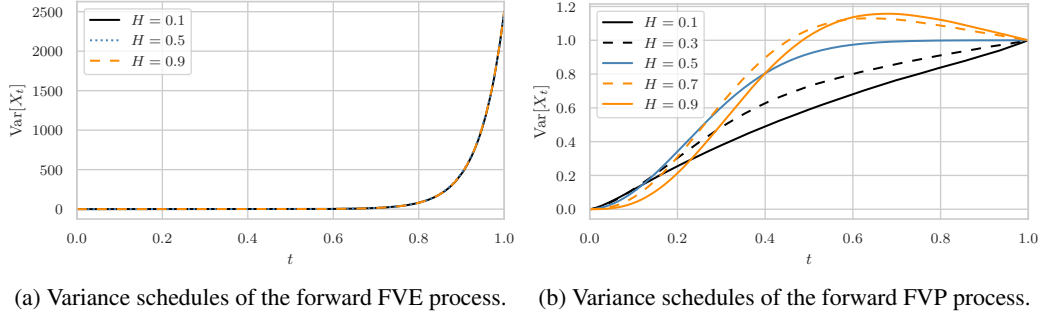 2500
2000
1500
1000
500
0
Var[X_t]
H = 0.1
H = 0.5
H = 0.9
0.0 0.2 0.4 0.6 0.8 1.0
t
(a) Variance schedules of the forward FVE process.
1.2
1.0
0.8
0.6
0.4
0.2
0.0
Var[X_t]
H = 0.1
H = 0.3
H = 0.5
H = 0.7
H = 0.9
0.0 0.2 0.4 0.6 0.8 1.0
t
(b) Variance schedules of the forward FVP process.